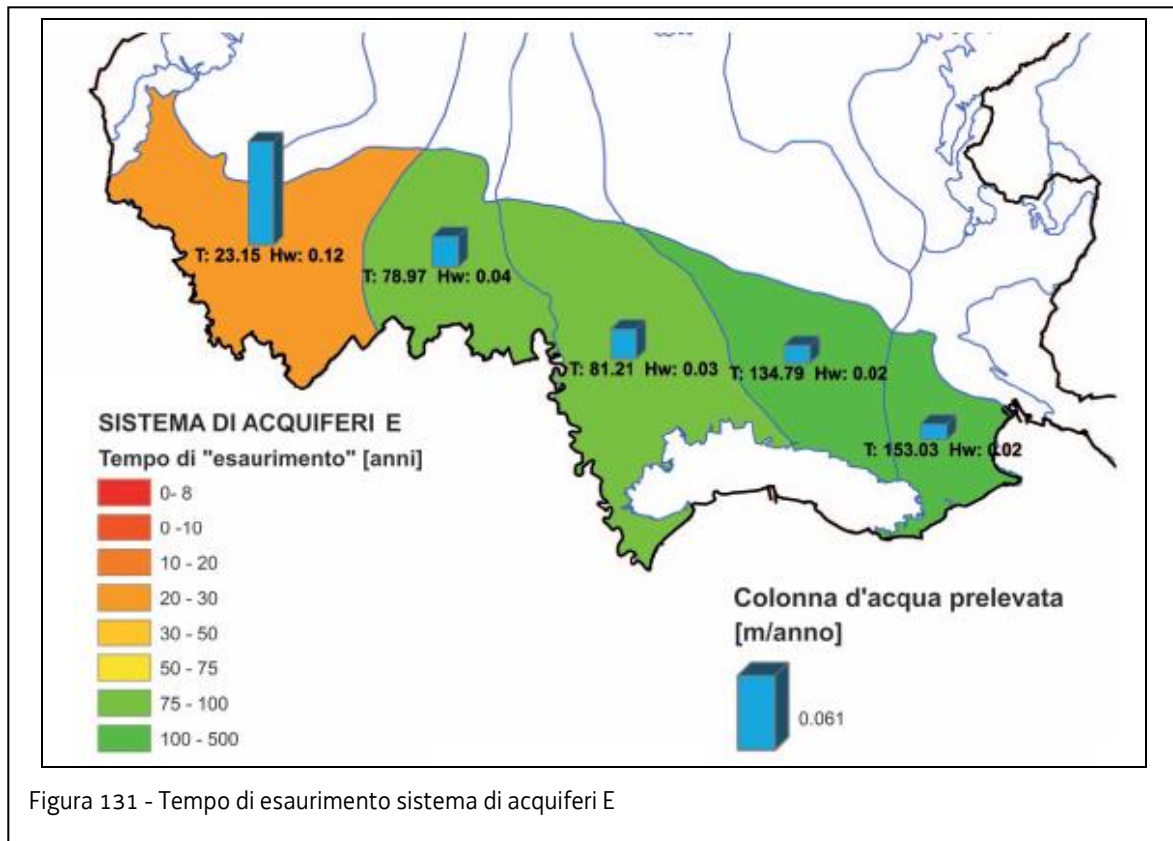 T: 23.15 Hw: 0.12
T: 78.97 Hw: 0.04
T: 81.21 Hw: 0.03
T: 134.79 Hw: 0.02
T: 153.03 Hw: 0.02
SISTEMA DI ACQUIFERI E
Tempo di "esaurimento" [anni]
0- 8
0 -10
10 - 20
20 - 30
30 - 50
50 - 75
75 - 100
100 - 500
Colonna d'acqua prelevata
[m/anno]
0.061
Figura 131 - Tempo di esaurimento sistema di acquiferi E